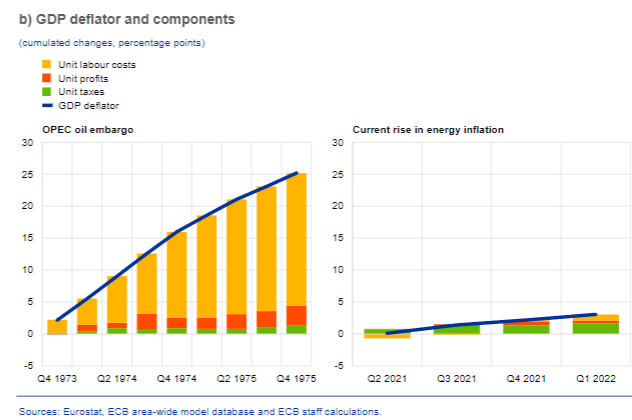 b) GDP deflator and components
(cumulated changes, percentage points)
Unit labour costs
Unit profits
Unit taxes
GDP deflator
OPEC oil embargo
30
25
20
15
10
5
0
-5
Q4 1973 Q2 1974 Q4 1974 Q2 1975 Q4 1975
Current rise in energy inflation
30
25
20
15
10
5
0
-5
Q2 2021 Q3 2021 Q4 2021 Q1 2022
Sources: Eurostat, ECB area-wide model database and ECB staff calculations.